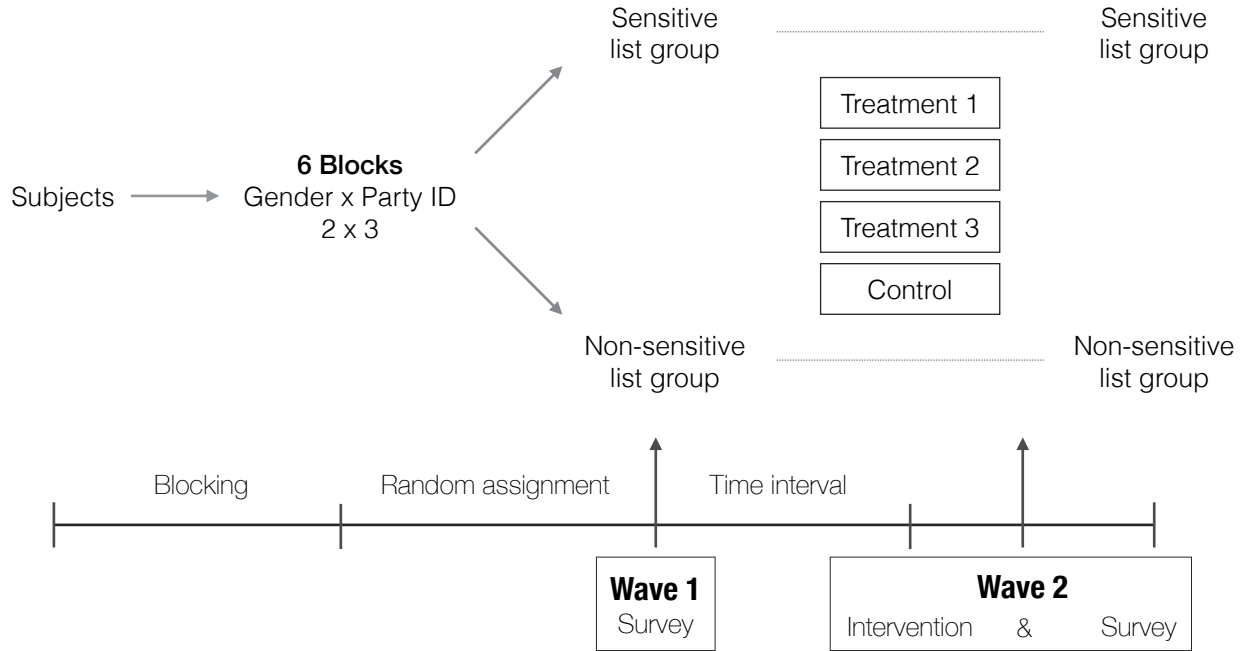 Sensitive
list group
Sensitive
list group
Treatment 1
Treatment 2
Treatment 3
Control
Subjects
6 Blocks
Gender x Party ID
2 x 3
Non-sensitive
list group
Non-sensitive
list group
Blocking
Random assignment
Time interval
Wave 1
Survey
Wave 2
Intervention & Survey